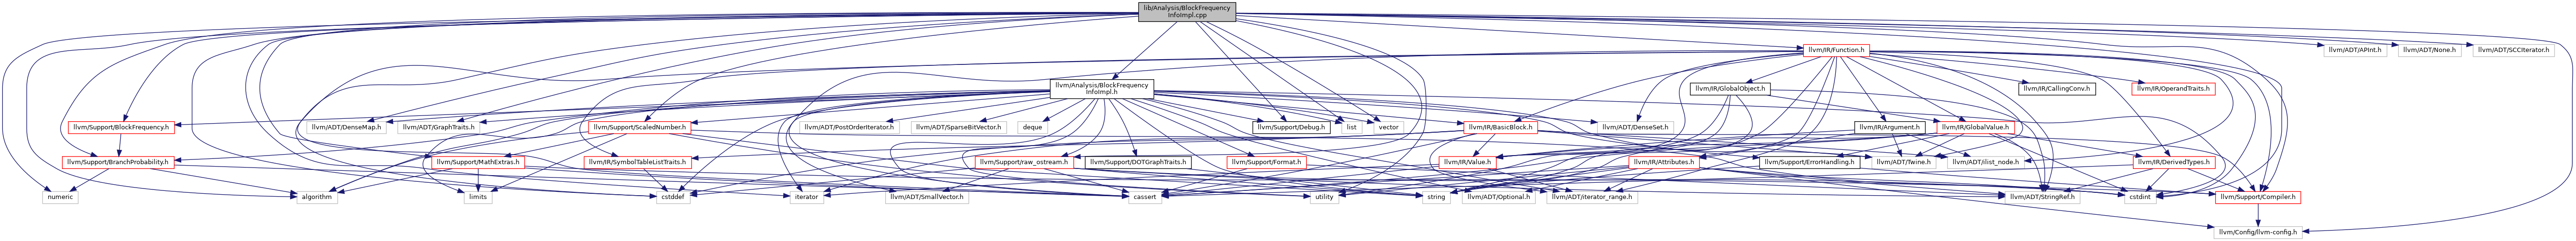 lib/Analysis/BlockFrequency
InfoImpl.cpp
llvm/IR/Function.h
llvm/ADT/APInt.h
llvm/ADT/None.h
llvm/ADT/SCCIterator.h
llvm/Analysis/BlockFrequency
InfoImpl.h
llvm/IR/GlobalObject.h
llvm/IR/CallingConv.h
llvm/IR/OperandTraits.h
llvm/Support/BlockFrequency.h
llvm/ADT/DenseMap.h
llvm/ADT/GraphTraits.h
llvm/Support/ScaledNumber.h
llvm/ADT/PostOrderIterator.h
llvm/ADT/SparseBitVector.h
deque
llvm/Support/Debug.h
list
vector
llvm/IR/BasicBlock.h
llvm/ADT/DenseSet.h
llvm/IR/Argument.h
llvm/IR/GlobalValue.h
llvm/Support/BranchProbability.h
llvm/Support/MathExtras.h
llvm/IR/SymbolTableListTraits.h
llvm/Support/raw_ostream.h
llvm/Support/DOTGraphTraits.h
llvm/Support/Format.h
llvm/IR/Value.h
llvm/IR/Attributes.h
llvm/Support/ErrorHandling.h
llvm/ADT/Twine.h
llvm/ADT/ilist_node.h
llvm/IR/DerivedTypes.h
numeric
algorithm
limits
cstddef
iterator
llvm/ADT/SmallVector.h
cassert
utility
string
llvm/ADT/Optional.h
llvm/ADT/iterator_range.h
llvm/ADT/StringRef.h
cstdint
llvm/Support/Compiler.h
llvm/Config/llvm-config.h